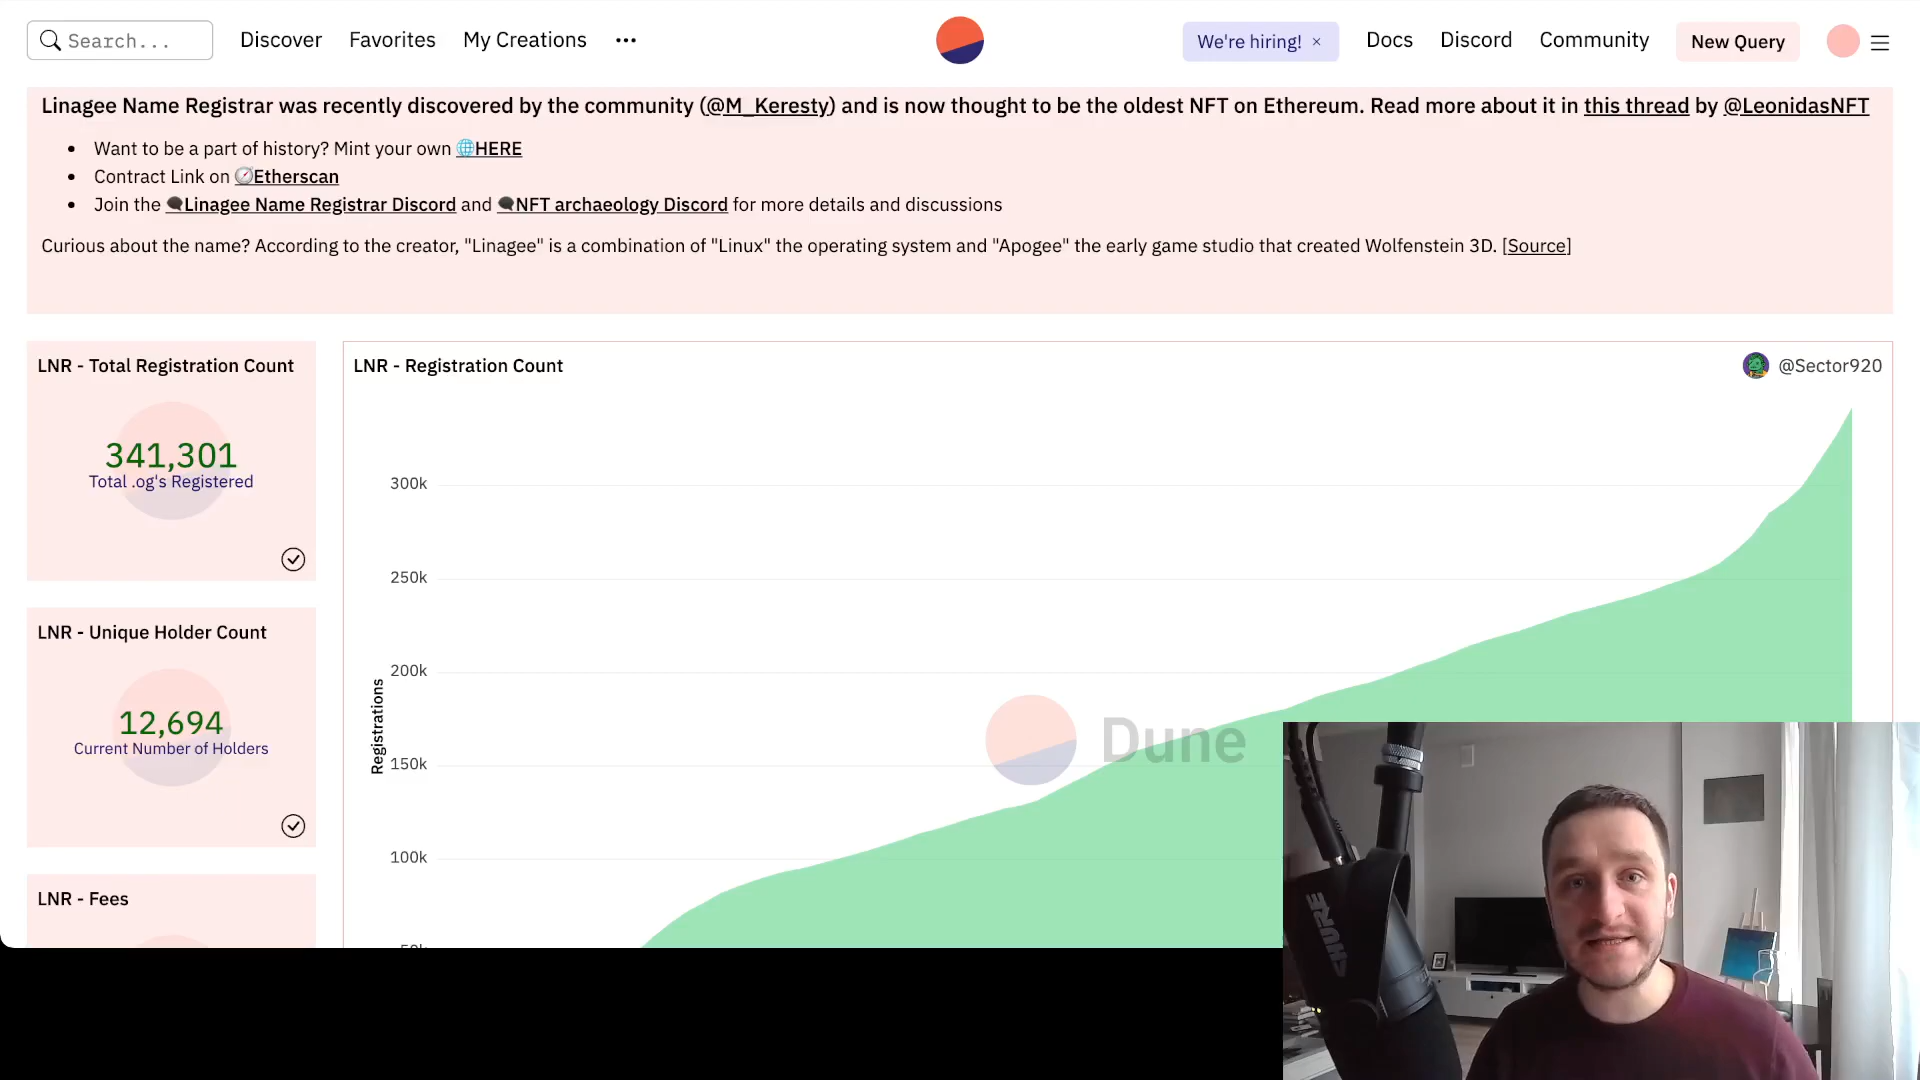 Search...
Discover
Favorites
My Creations
We're hiring! ×
Docs
Discord
Community
New Query
Linagee Name Registrar was recently discovered by the community (@M_Keresty) and is now thought to be the oldest NFT on Ethereum. Read more about it in this thread by @LeonidasNFT
• Want to be a part of history? Mint your own 🌐HERE
• Contract Link on 🧭Etherscan
• Join the 🗨Linagee Name Registrar Discord and 🗨NFT archaeology Discord for more details and discussions
Curious about the name? According to the creator, "Linagee" is a combination of "Linux" the operating system and "Apogee" the early game studio that created Wolfenstein 3D. [Source]
LNR - Total Registration Count
341,301
Total .og's Registered
LNR - Unique Holder Count
12,694
Current Number of Holders
LNR - Fees
LNR - Registration Count
@Sector920
300k
250k
200k
150k
100k
50k
Registrations
Dune
SHURE